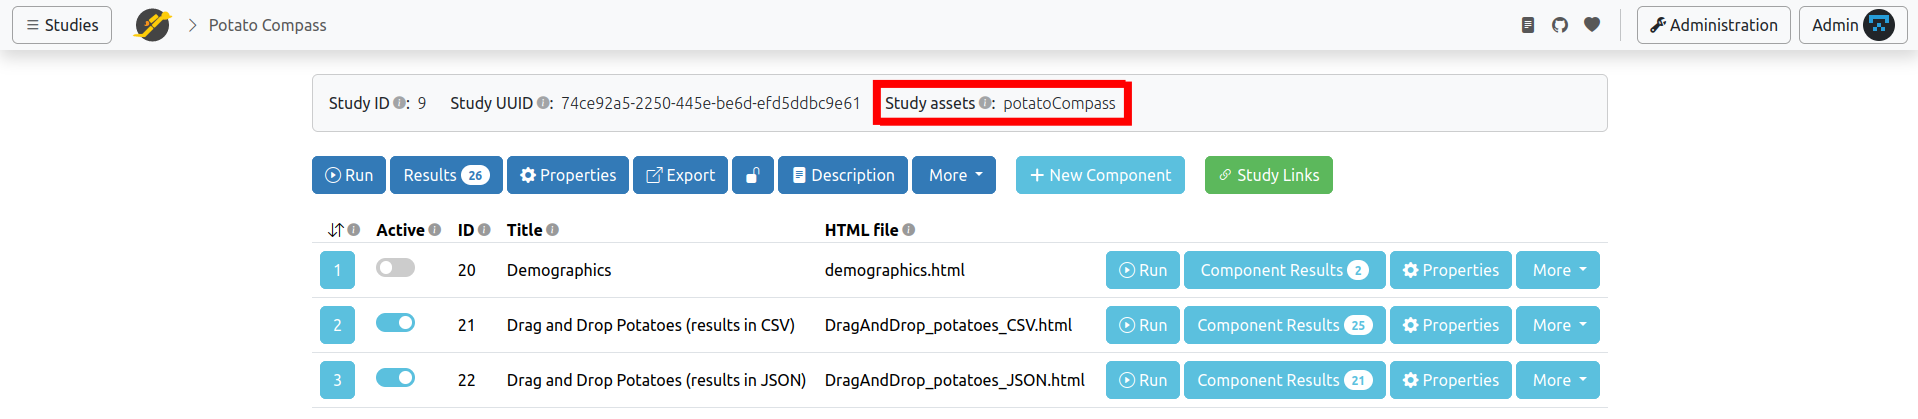 Studies Potato Compass Administration Admin
Study ID: 9 Study UUID: 74ce92a5-2250-445e-be6d-efd5ddbc9e61 Study assets: potatoCompass
Run Results 26 Properties Export Description More + New Component Study Links
Active ID Title HTML file
1 20 Demographics demographics.html Run Component Results 2 Properties More
2 21 Drag and Drop Potatoes (results in CSV) DragAndDrop_potatoes_CSV.html Run Component Results 25 Properties More
3 22 Drag and Drop Potatoes (results in JSON) DragAndDrop_potatoes_JSON.html Run Component Results 21 Properties More